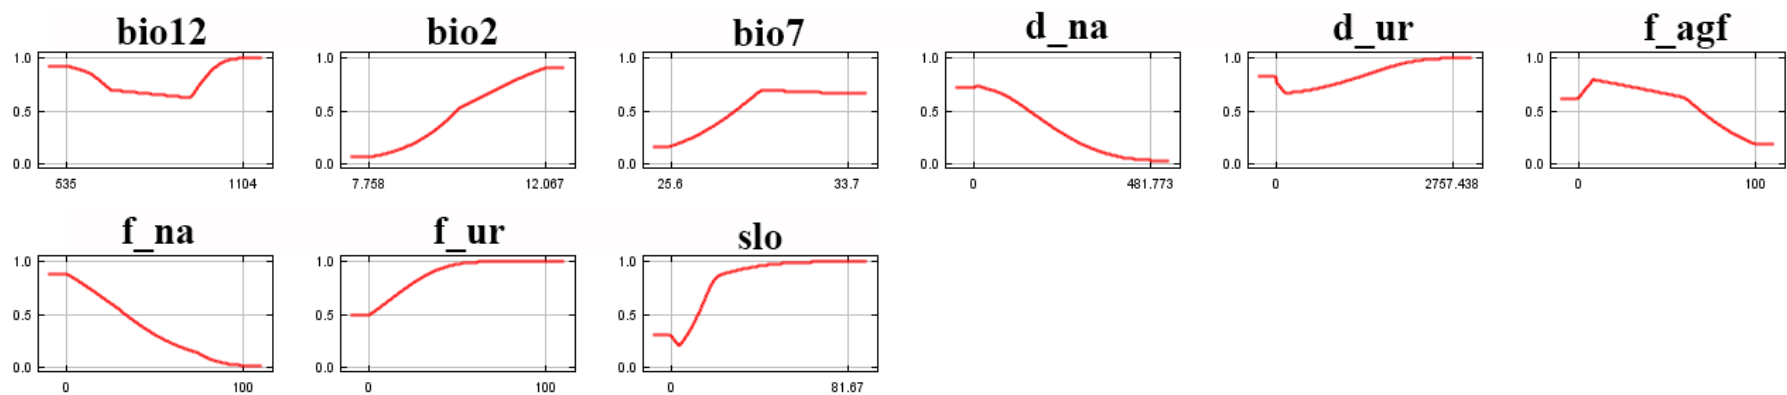 bio12 bio2 bio7 d_na d_ur f_agf
1.0 1.0 1.0 1.0 1.0 1.0
0.5 0.5 0.5 0.5 0.5 0.5
0.0 0.0 0.0 0.0 0.0 0.0
535 1104 7.758 12.067 25.6 33.7 0 481.773 0 2757.438 0 100
f_na f_ur slo
1.0 1.0 1.0
0.5 0.5 0.5
0.0 0.0 0.0
0 100 0 100 0 81.67